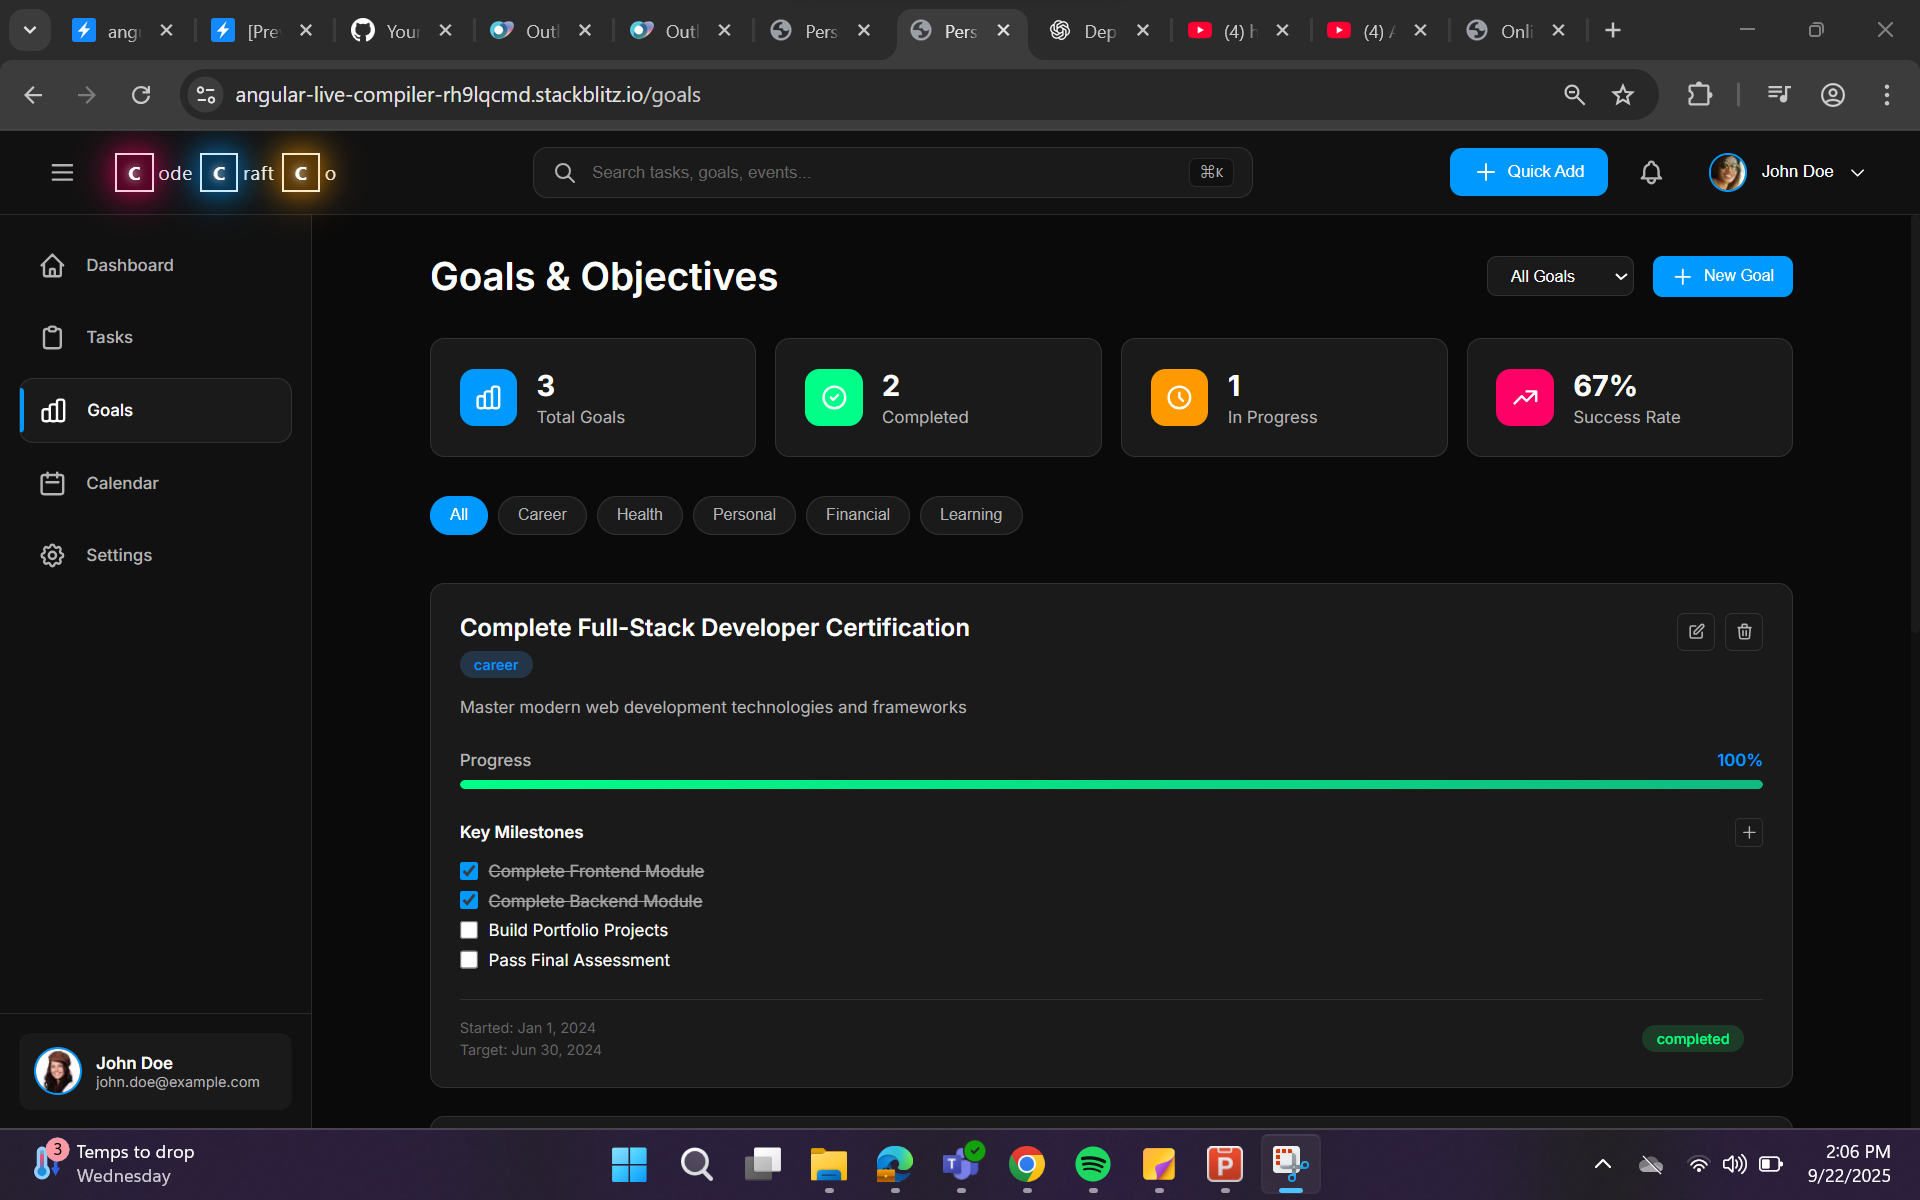 angu
[Prev
Your
Outl
Outl
Pers
Pers
Dep
(4) h
(4) A
Onli
angular-live-compiler-rh9lqcmd.stackblitz.io/goals
Code Craft Co
Search tasks, goals, events...
⌘K
Quick Add
John Doe
Dashboard
Tasks
Goals
Calendar
Settings
Goals & Objectives
All Goals
New Goal
3
Total Goals
2
Completed
1
In Progress
67%
Success Rate
All
Career
Health
Personal
Financial
Learning
Complete Full-Stack Developer Certification
career
Master modern web development technologies and frameworks
Progress
100%
Key Milestones
Complete Frontend Module
Complete Backend Module
Build Portfolio Projects
Pass Final Assessment
Started: Jan 1, 2024
Target: Jun 30, 2024
completed
John Doe
john.doe@example.com
3
Temps to drop
Wednesday
2:06 PM
9/22/2025